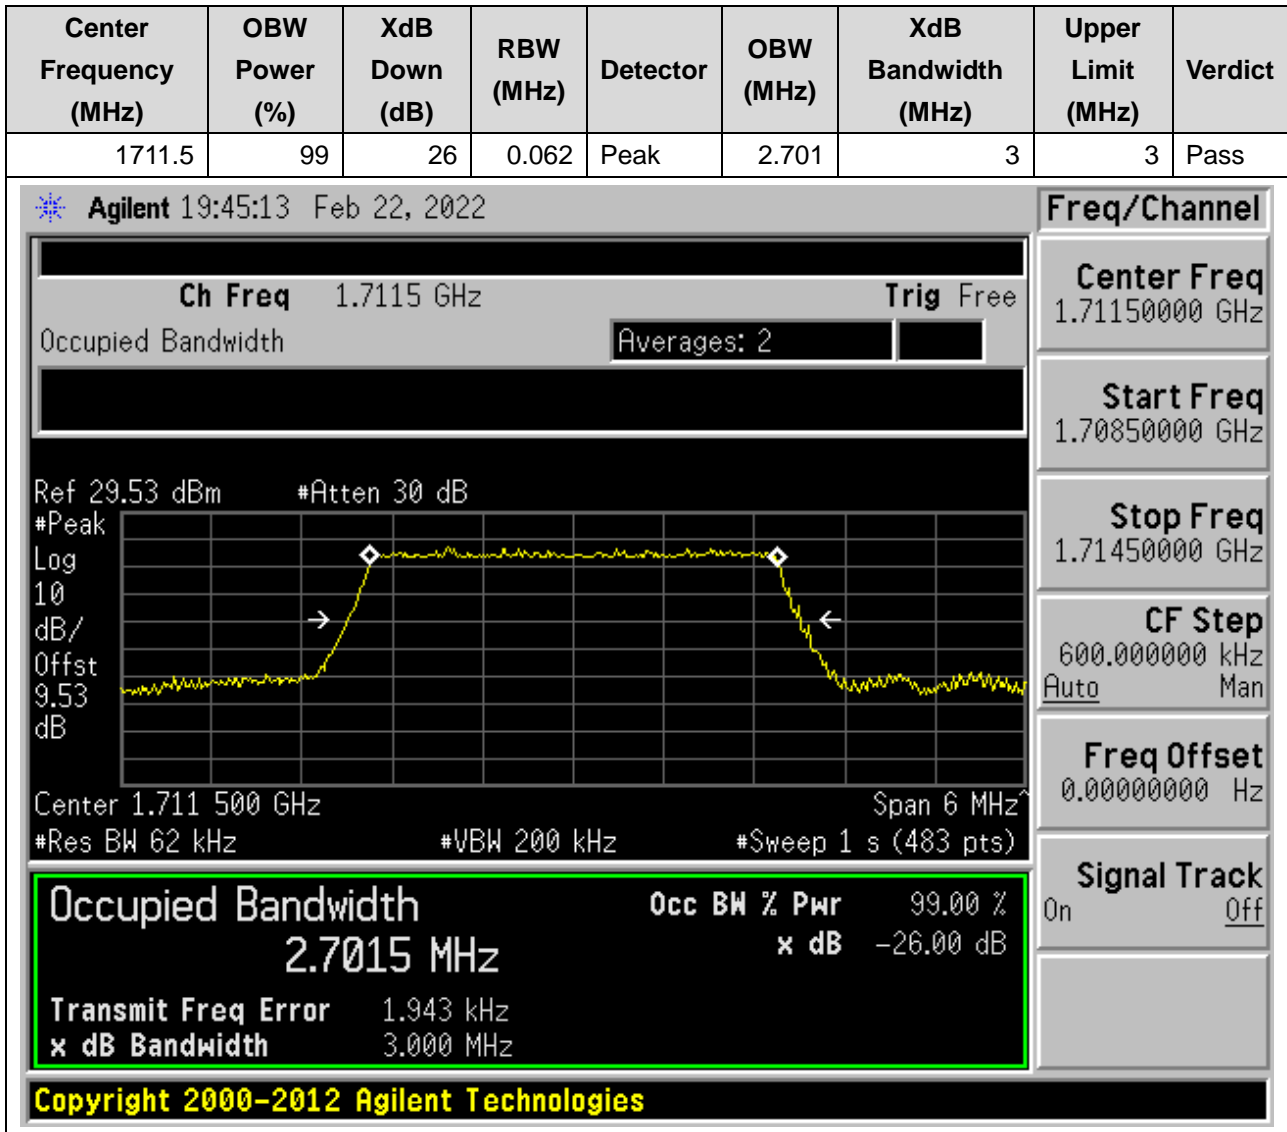 Center Frequency (MHz) OBW Power (%) XdB Down (dB) RBW (MHz) Detector OBW (MHz) XdB Bandwidth (MHz) Upper Limit (MHz) Verdict
1711.5 99 26 0.062 Peak 2.701 3 3 Pass
Agilent 19:45:13 Feb 22, 2022
Freq/Channel
Ch Freq 1.7115 GHz Trig Free
Occupied Bandwidth Averages: 2
Ref 29.53 dBm #Atten 30 dB
#Peak
Log
10
dB/
Offst
9.53
dB
Center 1.711 500 GHz Span 6 MHz^
#Res BW 62 kHz #VBW 200 kHz #Sweep 1 s (483 pts)
Occupied Bandwidth Occ BW % Pwr 99.00 %
2.7015 MHz x dB -26.00 dB
Transmit Freq Error 1.943 kHz
x dB Bandwidth 3.000 MHz
Center Freq
1.71150000 GHz
Start Freq
1.70850000 GHz
Stop Freq
1.71450000 GHz
CF Step
600.000000 kHz
Auto Man
Freq Offset
0.00000000 Hz
Signal Track
On Off
Copyright 2000-2012 Agilent Technologies